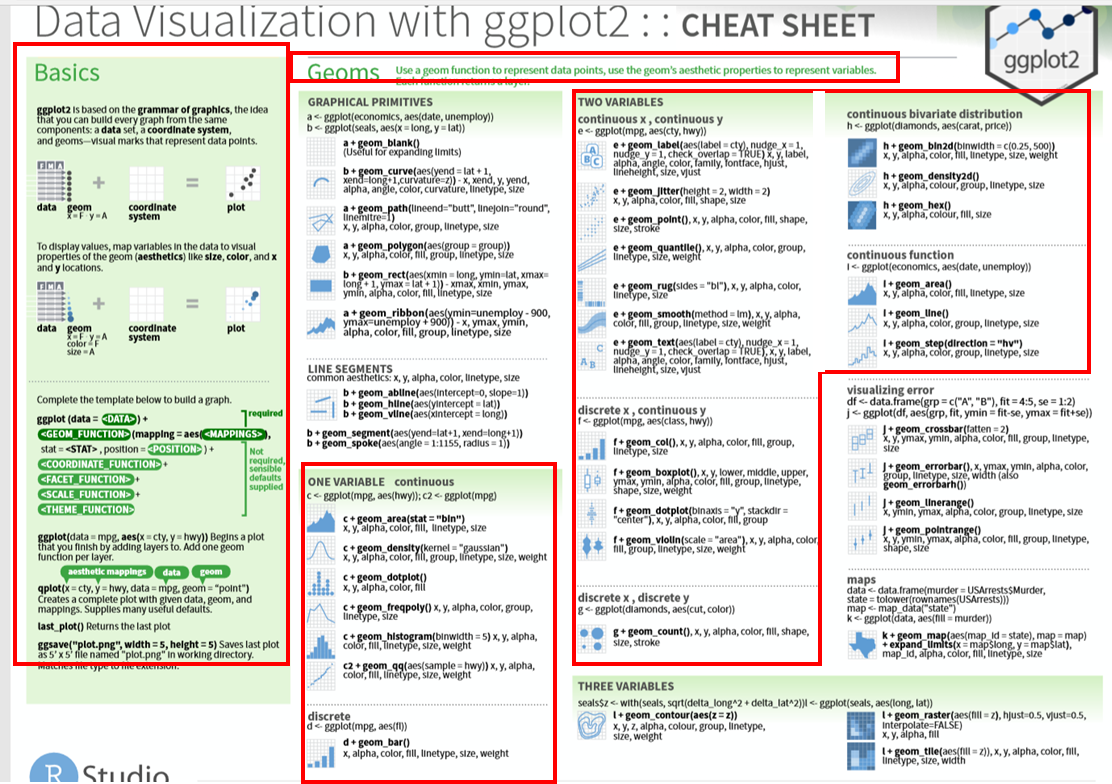 Data Visualization with ggplot2 : : CHEAT SHEET
ggplot2
Basics
ggplot2 is based on the grammar of graphics, the idea
that you can build every graph from the same
components: a data set, a coordinate system,
and geoms—visual marks that represent data points.
F M A
+
=
data geom coordinate plot
x=F · y=A system
To display values, map variables in the data to visual
properties of the geom (aesthetics) like size, color, and x
and y locations.
F M A
+
=
data geom coordinate plot
x=F · y=A system
color=F
size=A
Complete the template below to build a graph.
required
ggplot (data = <DATA>) +
<GEOM_FUNCTION>(mapping = aes(<MAPPINGS>),
stat = <STAT>, position = <POSITION>) +
Not
required,
sensible
defaults
supplied
<COORDINATE_FUNCTION>+
<FACET_FUNCTION>+
<SCALE_FUNCTION>+
<THEME_FUNCTION>
ggplot(data = mpg, aes(x = cty, y = hwy)) Begins a plot
that you finish by adding layers to. Add one geom
function per layer.
aesthetic mappings data geom
qplot(x = cty, y = hwy, data = mpg, geom = "point")
Creates a complete plot with given data, geom, and
mappings. Supplies many useful defaults.
last_plot() Returns the last plot
ggsave("plot.png", width = 5, height = 5) Saves last plot
as 5' x 5' file named "plot.png" in working directory.
Matches file type to file extension.
R Studio
Geoms Use a geom function to represent data points, use the geom's aesthetic properties to represent variables.
Each function returns a layer.
GRAPHICAL PRIMITIVES
a <- ggplot(economics, aes(date, unemploy))
b <- ggplot(seals, aes(x = long, y = lat))
a + geom_blank()
(Useful for expanding limits)
b + geom_curve(aes(yend = lat + 1,
xend=long+1,curvature=z)) - x, xend, y, yend,
alpha, angle, color, curvature, linetype, size
a + geom_path(lineend="butt", linejoin="round",
linemitre=1)
x, y, alpha, color, group, linetype, size
a + geom_polygon(aes(group = group))
x, y, alpha, color, fill, group, linetype, size
b + geom_rect(aes(xmin = long, ymin=lat, xmax=
long + 1, ymax = lat + 1)) - xmax, xmin, ymax,
ymin, alpha, color, fill, linetype, size
a + geom_ribbon(aes(ymin=unemploy - 900,
ymax=unemploy + 900)) - x, ymax, ymin,
alpha, color, fill, group, linetype, size
LINE SEGMENTS
common aesthetics: x, y, alpha, color, linetype, size
b + geom_abline(aes(intercept=0, slope=1))
b + geom_hline(aes(yintercept = lat))
b + geom_vline(aes(xintercept = long))
b + geom_segment(aes(yend=lat+1, xend=long+1))
b + geom_spoke(aes(angle = 1:1155, radius = 1))
ONE VARIABLE continuous
c <- ggplot(mpg, aes(hwy)); c2 <- ggplot(mpg)
c + geom_area(stat = "bin")
x, y, alpha, color, fill, linetype, size
c + geom_density(kernel = "gaussian")
x, y, alpha, color, fill, group, linetype, size, weight
c + geom_dotplot()
x, y, alpha, color, fill
c + geom_freqpoly() x, y, alpha, color, group,
linetype, size
c + geom_histogram(binwidth = 5) x, y, alpha,
color, fill, linetype, size, weight
c2 + geom_qq(aes(sample = hwy)) x, y, alpha,
color, fill, linetype, size, weight
discrete
d <- ggplot(mpg, aes(fl))
d + geom_bar()
x, alpha, color, fill, linetype, size, weight
TWO VARIABLES
continuous x , continuous y
e <- ggplot(mpg, aes(cty, hwy))
A
B C
e + geom_label(aes(label = cty), nudge_x = 1,
nudge_y = 1, check_overlap = TRUE) x, y, label,
alpha, angle, color, family, fontface, hjust,
lineheight, size, vjust
e + geom_jitter(height = 2, width = 2)
x, y, alpha, color, fill, shape, size
e + geom_point(), x, y, alpha, color, fill, shape,
size, stroke
e + geom_quantile(), x, y, alpha, color, group,
linetype, size, weight
e + geom_rug(sides = "bl"), x, y, alpha, color,
linetype, size
e + geom_smooth(method = lm), x, y, alpha,
color, fill, group, linetype, size, weight
C
A B
e + geom_text(aes(label = cty), nudge_x = 1,
nudge_y = 1, check_overlap = TRUE), x, y, label,
alpha, angle, color, family, fontface, hjust,
lineheight, size, vjust
discrete x , continuous y
f <- ggplot(mpg, aes(class, hwy))
f + geom_col(), x, y, alpha, color, fill, group,
linetype, size
f + geom_boxplot(), x, y, lower, middle, upper,
ymax, ymin, alpha, color, fill, group, linetype,
shape, size, weight
f + geom_dotplot(binaxis = "y", stackdir =
"center"), x, y, alpha, color, fill, group
f + geom_violin(scale = "area"), x, y, alpha, color,
fill, group, linetype, size, weight
discrete x , discrete y
g <- ggplot(diamonds, aes(cut, color))
g + geom_count(), x, y, alpha, color, fill, shape,
size, stroke
continuous bivariate distribution
h <- ggplot(diamonds, aes(carat, price))
h + geom_bin2d(binwidth = c(0.25, 500))
x, y, alpha, color, fill, linetype, size, weight
h + geom_density2d()
x, y, alpha, colour, group, linetype, size
h + geom_hex()
x, y, alpha, colour, fill, size
continuous function
i <- ggplot(economics, aes(date, unemploy))
i + geom_area()
x, y, alpha, color, fill, linetype, size
i + geom_line()
x, y, alpha, color, group, linetype, size
i + geom_step(direction = "hv")
x, y, alpha, color, group, linetype, size
visualizing error
df <- data.frame(grp = c("A", "B"), fit = 4:5, se = 1:2)
j <- ggplot(df, aes(grp, fit, ymin = fit-se, ymax = fit+se))
j + geom_crossbar(fatten = 2)
x, y, ymax, ymin, alpha, color, fill, group, linetype,
size
j + geom_errorbar(), x, ymax, ymin, alpha, color,
group, linetype, size, width (also
geom_errorbarh())
j + geom_linerange()
x, ymin, ymax, alpha, color, group, linetype, size
j + geom_pointrange()
x, y, ymin, ymax, alpha, color, fill, group, linetype,
shape, size
maps
data <- data.frame(murder = USArrests$Murder,
state = tolower(rownames(USArrests)))
map <- map_data("state")
k <- ggplot(data, aes(fill = murder))
k + geom_map(aes(map_id = state), map = map)
+ expand_limits(x = map$long, y = map$lat),
map_id, alpha, color, fill, linetype, size
THREE VARIABLES
seals$z <- with(seals, sqrt(delta_long^2 + delta_lat^2))l <- ggplot(seals, aes(long, lat))
l + geom_contour(aes(z = z))
x, y, z, alpha, colour, group, linetype,
size, weight
l + geom_raster(aes(fill = z), hjust=0.5, vjust=0.5,
interpolate=FALSE)
x, y, alpha, fill
l + geom_tile(aes(fill = z)), x, y, alpha, color, fill,
linetype, size, width